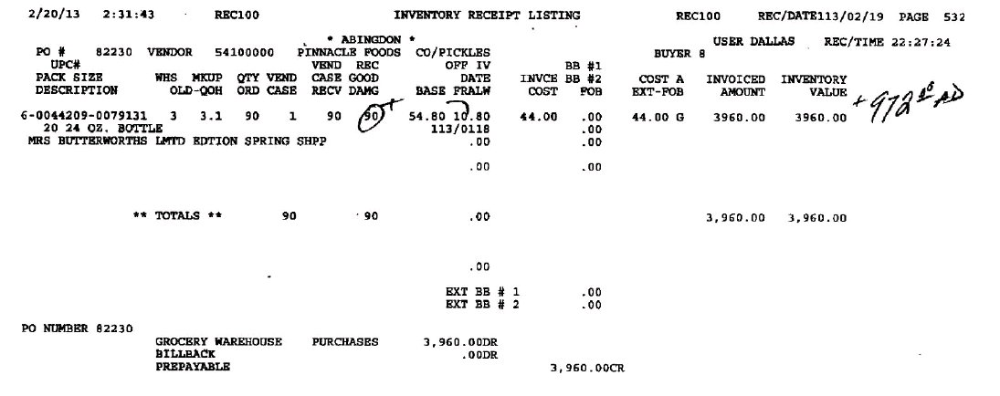 2/20/13 2:31:43 REC100 INVENTORY RECEIPT LISTING REC100 REC/DATE113/02/19 PAGE 532
* ABINGDON * USER DALLAS REC/TIME 22:27:24
PO # 82230 VENDOR 54100000 PINNACLE FOODS CO/PICKLES BUYER 8
UPC# VEND REC OFF IV BB #1
PACK SIZE WHS MKUP QTY VEND CASE GOOD DATE INVCE BB #2 COST A INVOICED INVENTORY
DESCRIPTION OLD-QOH ORD CASE RECV DAMG BASE FRALW COST FOB EXT-FOB AMOUNT VALUE
+972.00 AD
6-0044209-0079131 3 3.1 90 1 90 90 54.80 10.80 44.00 .00 44.00 G 3960.00 3960.00
20 24 OZ. BOTTLE 113/0118 .00
MRS BUTTERWORTHS LMTD EDTION SPRING SHPP .00 .00
.00 .00
** TOTALS ** 90 90 .00 3,960.00 3,960.00
.00
EXT BB # 1 .00
EXT BB # 2 .00
PO NUMBER 82230
GROCERY WAREHOUSE PURCHASES 3,960.00DR
BILLBACK .00DR
PREPAYABLE 3,960.00CR